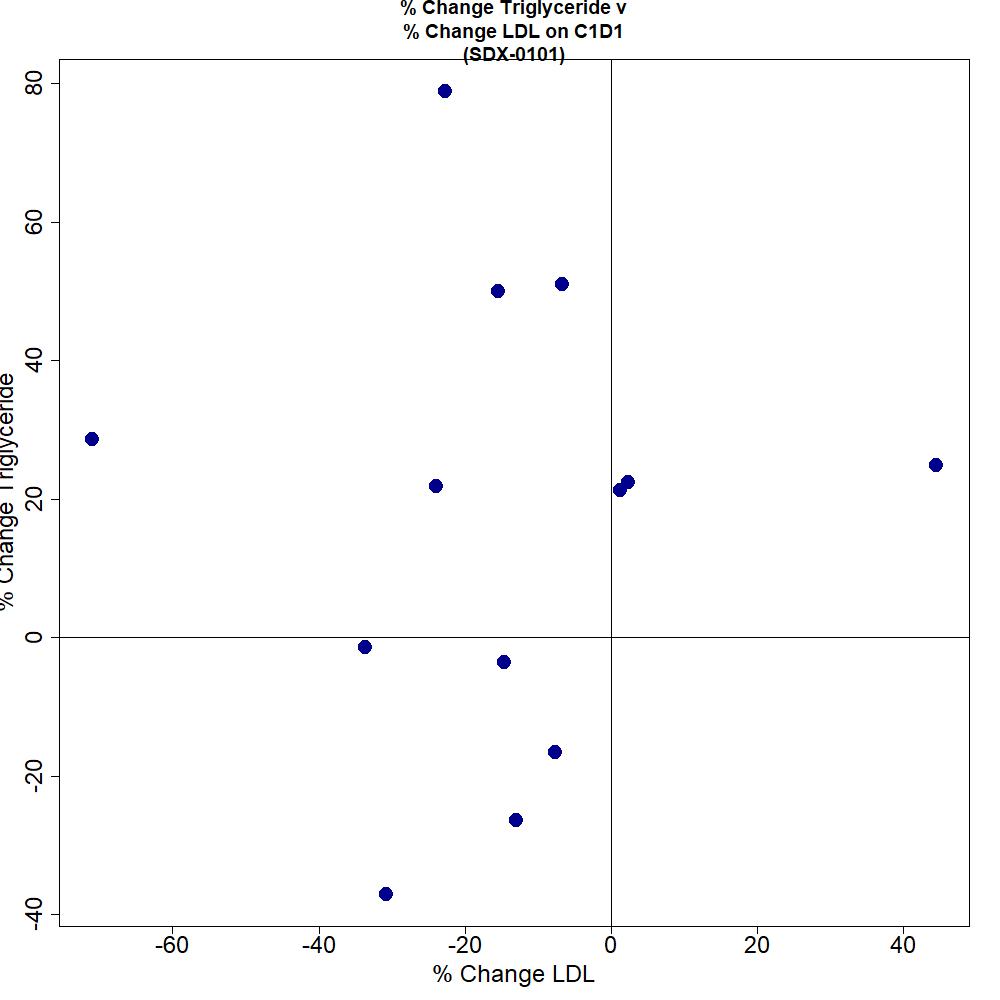 % Change Triglyceride v
% Change LDL on C1D1
(SDX-0101)
80
60
40
20
0
-20
-40
% Change Triglyceride
-60
-40
-20
0
20
40
% Change LDL